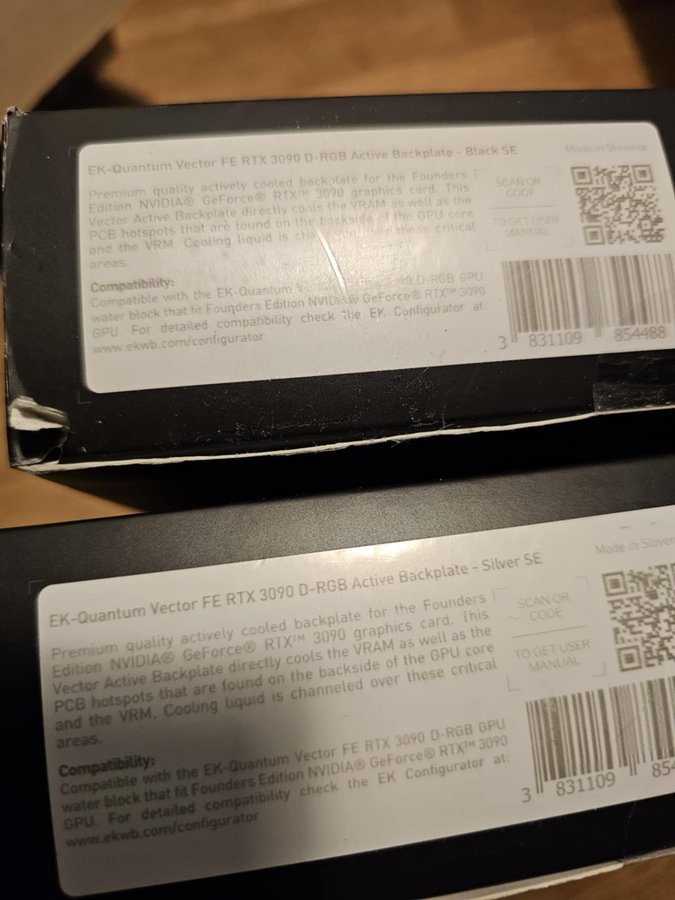 EK-Quantum Vector FE RTX 3090 D-RGB Active Backplate - Black SE
Made in Slovenia
Premium quality actively cooled backplate for the Founders
Edition NVIDIA® GeForce® RTX™ 3090 graphics card. This
Vector Active Backplate directly cools the VRAM as well as the
PCB hotspots that are found on the backside of the GPU core
and the VRM. Cooling liquid is these critical
areas.
SCAN QR
CODE
TO GET USER
MANUAL
Compatibility:
Compatible with the EK-Quantum D-RGB GPU
water block that fit Founders Edition NVIDIA® GeForce® RTX™ 3090
GPU. For detailed compatibility check the EK Configurator at:
www.ekwb.com/configurator
3 831109 854488
EK-Quantum Vector FE RTX 3090 D-RGB Active Backplate - Silver SE
Made in Sloven
Premium quality actively cooled backplate for the Founders
Edition NVIDIA® GeForce® RTX™ 3090 graphics card. This
Vector Active Backplate directly cools the VRAM as well as the
PCB hotspots that are found on the backside of the GPU core
and the VRM. Cooling liquid is channeled over these critical
areas.
SCAN QR
CODE
TO GET USER
MANUAL
Compatibility:
Compatible with the EK-Quantum Vector FE RTX 3090 D-RGB GPU
water block that fit Founders Edition NVIDIA® GeForce® RTX™ 3090
GPU. For detailed compatibility check the EK Configurator at:
www.ekwb.com/configurator
3 831109 854